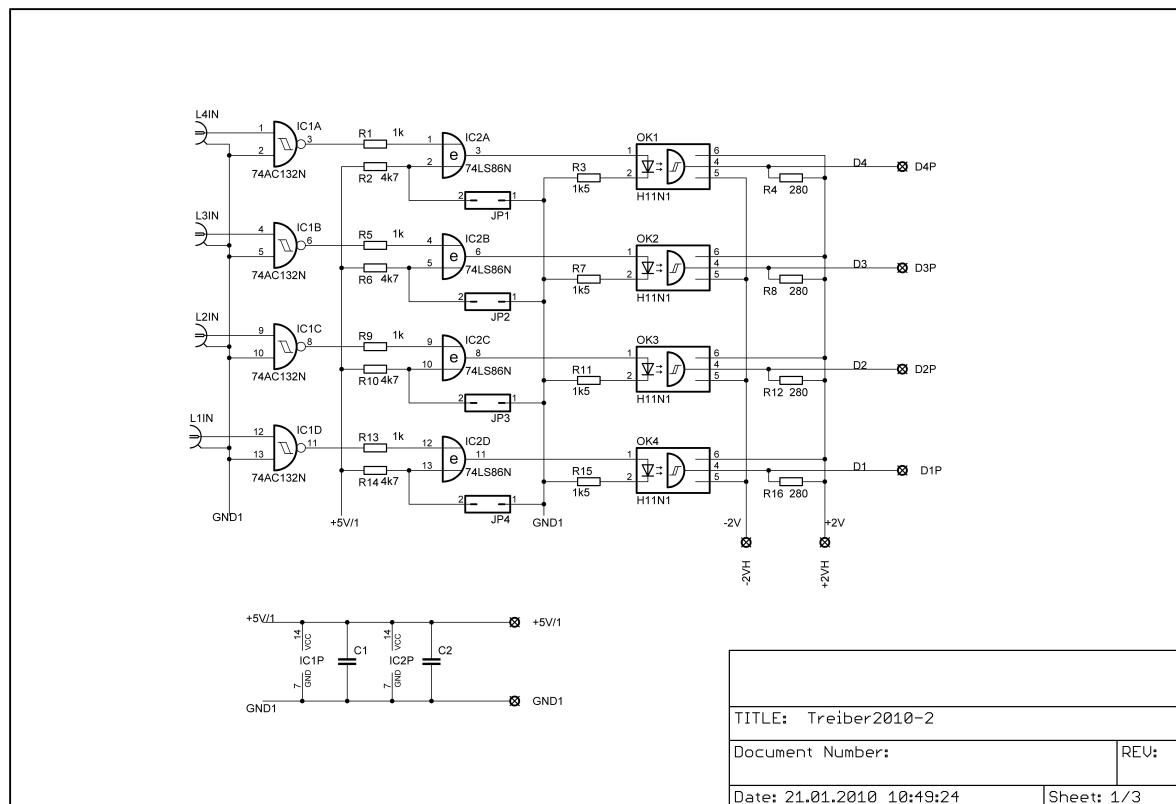 L4IN
1
2
IC1A
3
74AC132N
R1 1k
R2 4k7
1
2
IC2A
3
74LS86N
2 1
JP1
R3
1k5
OK1
1
2
6
4
5
H11N1
R4 280
D4
D4P
L3IN
4
5
IC1B
6
74AC132N
R5 1k
R6 4k7
4
5
IC2B
6
74LS86N
2 1
JP2
R7
1k5
OK2
1
2
6
4
5
H11N1
R8 280
D3
D3P
L2IN
9
10
IC1C
8
74AC132N
R9 1k
R10 4k7
9
10
IC2C
8
74LS86N
2 1
JP3
R11
1k5
OK3
1
2
6
4
5
H11N1
R12 280
D2
D2P
L1IN
12
13
IC1D
11
74AC132N
R13 1k
R14 4k7
12
13
IC2D
11
74LS86N
2 1
JP4
R15
1k5
OK4
1
2
6
4
5
H11N1
R16 280
D1
D1P
GND1
+5V/1
GND1
-2V
+2V
-2VH
+2VH
+5V/1
14
VCC
IC1P
7
GND
C1
14
VCC
IC2P
7
GND
C2
+5V/1
GND1
GND1
TITLE: Treiber2010-2
Document Number:
REV:
Date: 21.01.2010 10:49:24
Sheet: 1/3
e
e
e
e